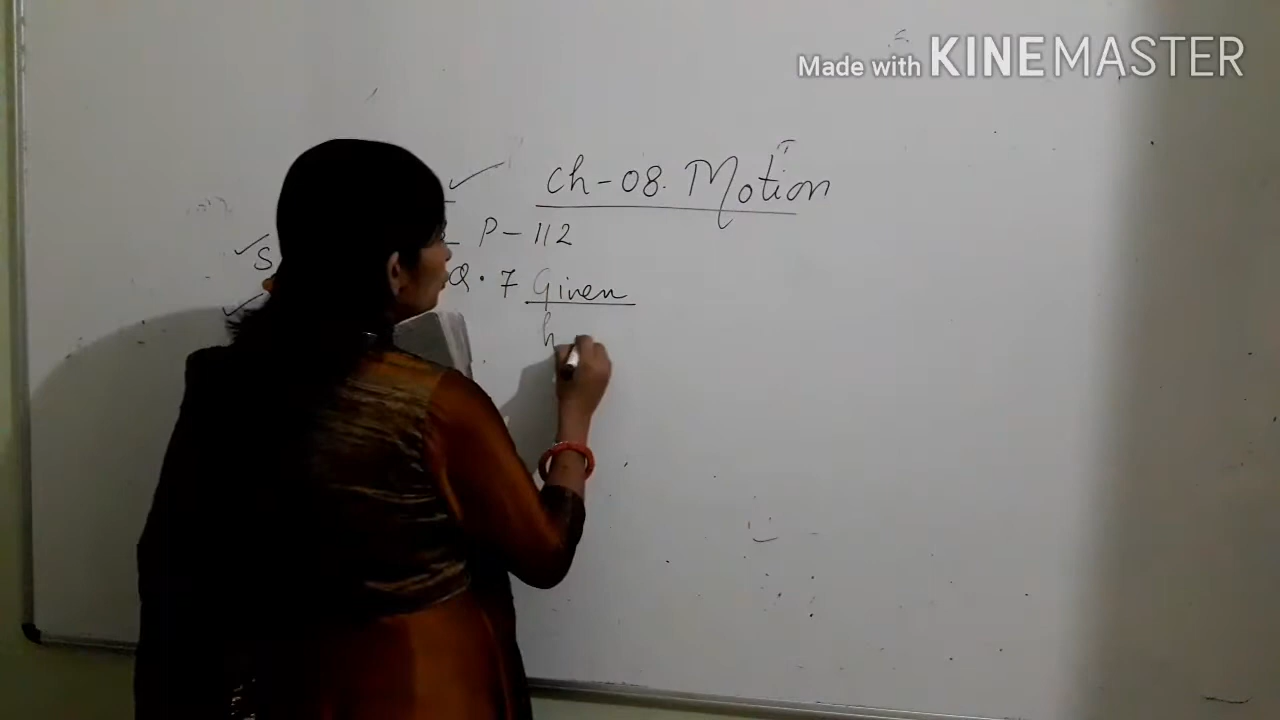 Made with KINEMASTER
Ch-08. Motion
P-112
S
Q.7 Given
h